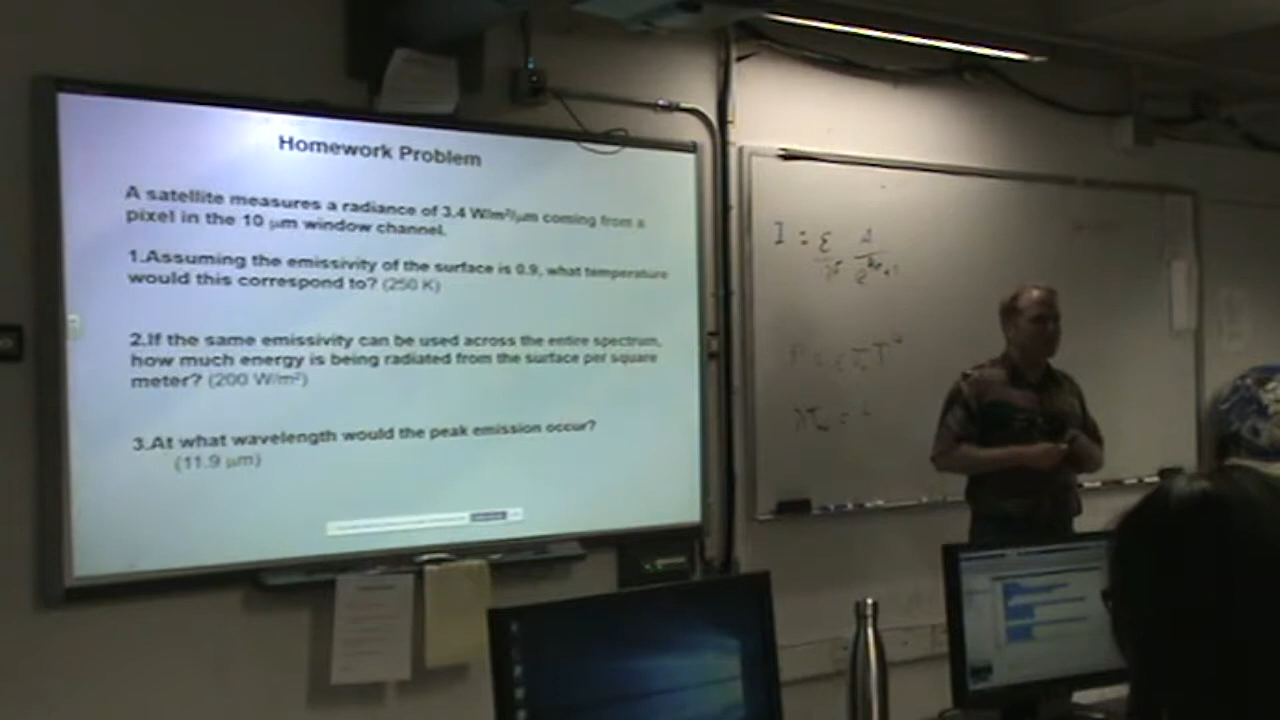 Homework Problem
A satellite measures a radiance of 3.4 W/m²/μm coming from a
pixel in the 10 μm window channel.
1.Assuming the emissivity of the surface is 0.9, what temperature
would this correspond to? (250 K)
2.If the same emissivity can be used across the entire spectrum,
how much energy is being radiated from the surface per square
meter? (200 W/m²)
3.At what wavelength would the peak emission occur?
(11.9 μm)
I = ε